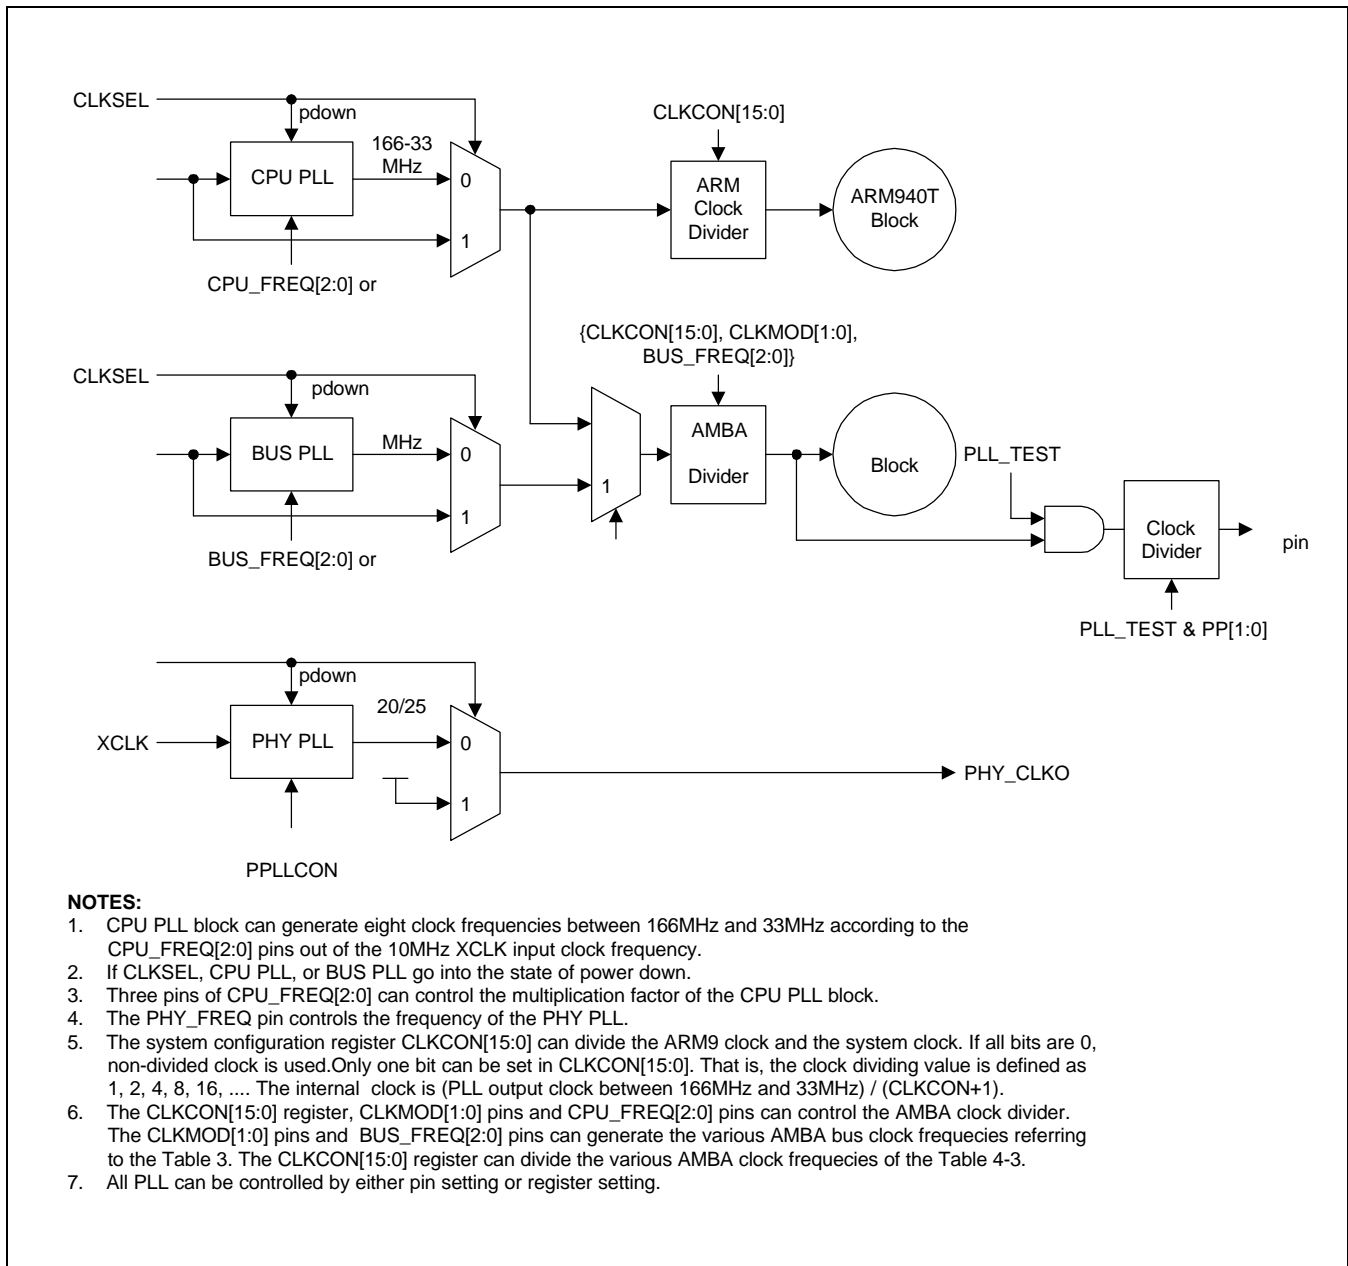 CLKSEL
pdown
CPU PLL
166-33
MHz
0
1
CPU_FREQ[2:0] or
CLKCON[15:0]
ARM
Clock
Divider
ARM940T
Block
{CLKCON[15:0], CLKMOD[1:0],
BUS_FREQ[2:0]}
CLKSEL
pdown
BUS PLL
MHz
0
1
BUS_FREQ[2:0] or
1
AMBA
Divider
Block
PLL_TEST
Clock
Divider
pin
PLL_TEST & PP[1:0]
pdown
XCLK
PHY PLL
20/25
0
1
PHY_CLKO
PPLLCON
NOTES:
1. CPU PLL block can generate eight clock frequencies between 166MHz and 33MHz according to the
CPU_FREQ[2:0] pins out of the 10MHz XCLK input clock frequency.
2. If CLKSEL, CPU PLL, or BUS PLL go into the state of power down.
3. Three pins of CPU_FREQ[2:0] can control the multiplication factor of the CPU PLL block.
4. The PHY_FREQ pin controls the frequency of the PHY PLL.
5. The system configuration register CLKCON[15:0] can divide the ARM9 clock and the system clock. If all bits are 0,
non-divided clock is used.Only one bit can be set in CLKCON[15:0]. That is, the clock dividing value is defined as
1, 2, 4, 8, 16, .... The internal clock is (PLL output clock between 166MHz and 33MHz) / (CLKCON+1).
6. The CLKCON[15:0] register, CLKMOD[1:0] pins and CPU_FREQ[2:0] pins can control the AMBA clock divider.
The CLKMOD[1:0] pins and BUS_FREQ[2:0] pins can generate the various AMBA bus clock frequecies referring
to the Table 3. The CLKCON[15:0] register can divide the various AMBA clock frequecies of the Table 4-3.
7. All PLL can be controlled by either pin setting or register setting.